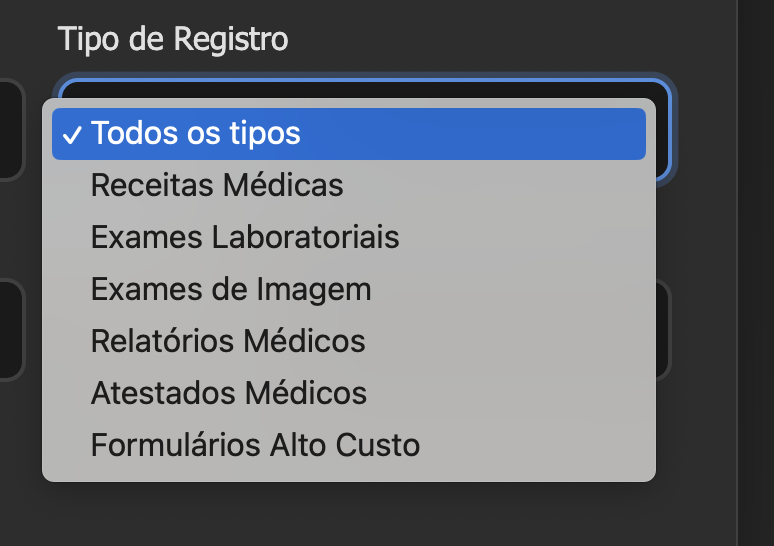 Tipo de Registro
✓ Todos os tipos
Receitas Médicas
Exames Laboratoriais
Exames de Imagem
Relatórios Médicos
Atestados Médicos
Formulários Alto Custo